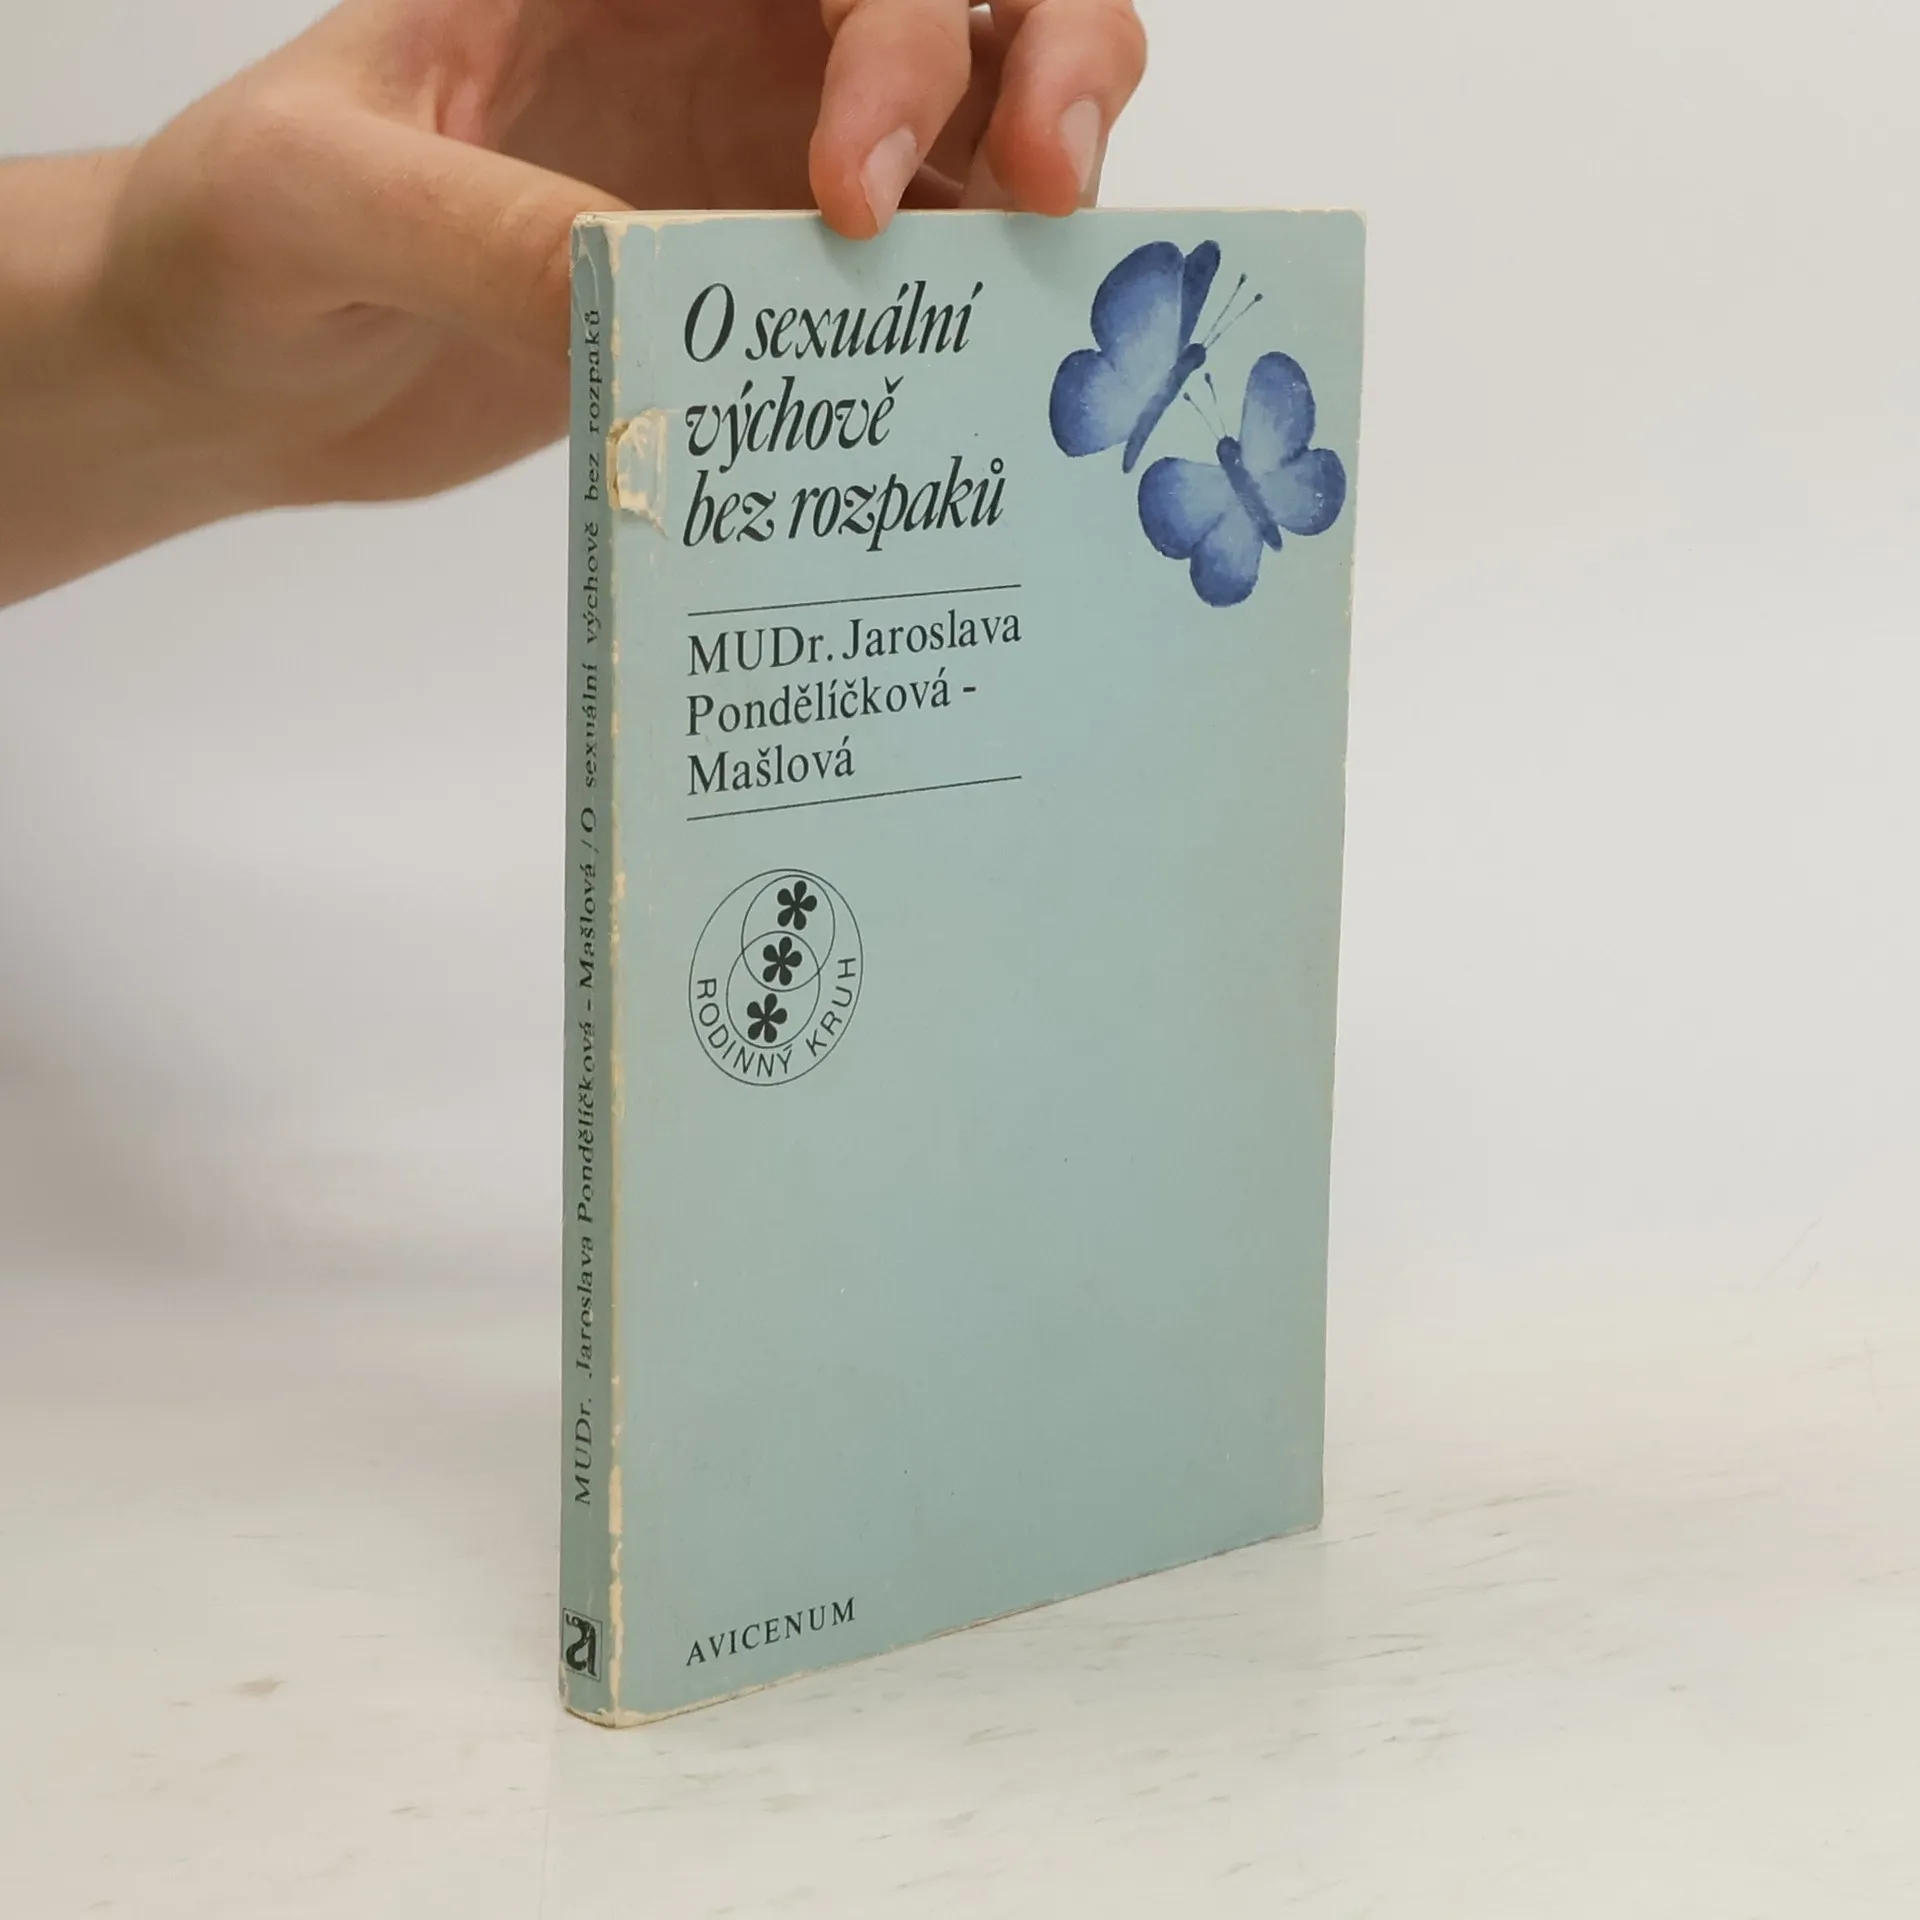 O sexuální
výchově
bez rozpaků
MUDr. Jaroslava
Pondělíčková -
Mašlová
RODINNÝ KRUH
AVICENUM
MUDr. Jaroslava Pondělíčková - Mašlová / O sexuální výchově bez rozpaků